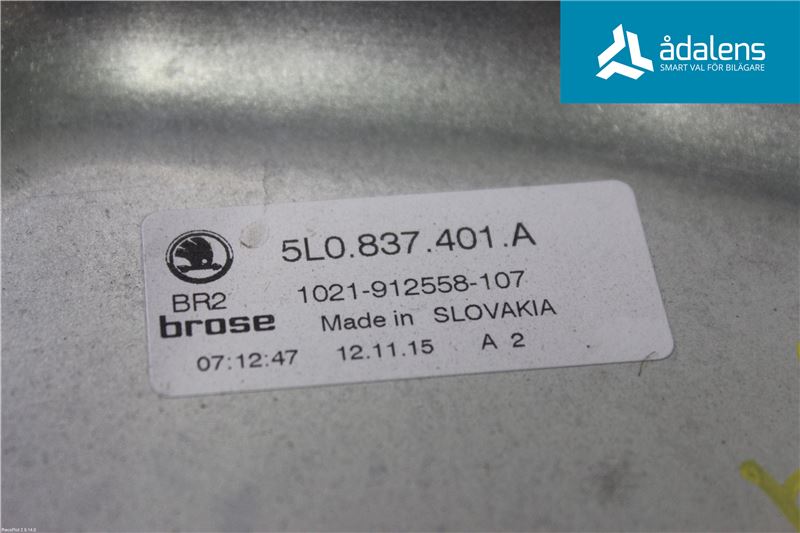 ådalens
SMART VAL FÖR BILÄGARE
5L0.837.401.A
BR2
1021-912558-107
brose
Made in SLOVAKIA
07:12:47 12.11.15 A 2